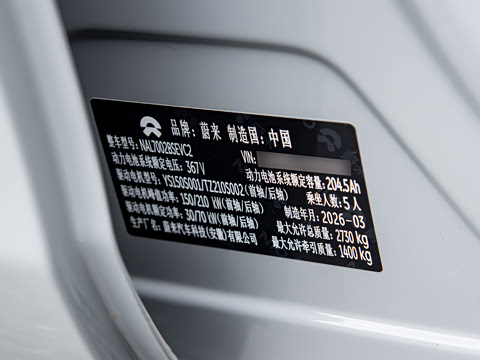 品牌: 蔚来 制造国: 中国
整车型号: NAL7002BSEVC2 VIN:
动力电池系统额定电压: 367V 动力电池系统额定容量: 204.5Ah
驱动电机型号: YS150S001/TZ210S002(前轴/后轴) 乘坐人数: 5 人
驱动电机峰值功率: 150/210 kW(前轴/后轴) 制造年月: 2026-03
驱动电机额定功率: 30/70 kW(前轴/后轴) 最大允许总质量: 2730 kg
生产厂名: 蔚来汽车科技(安徽)有限公司 最大允许牵引质量: 1400 kg